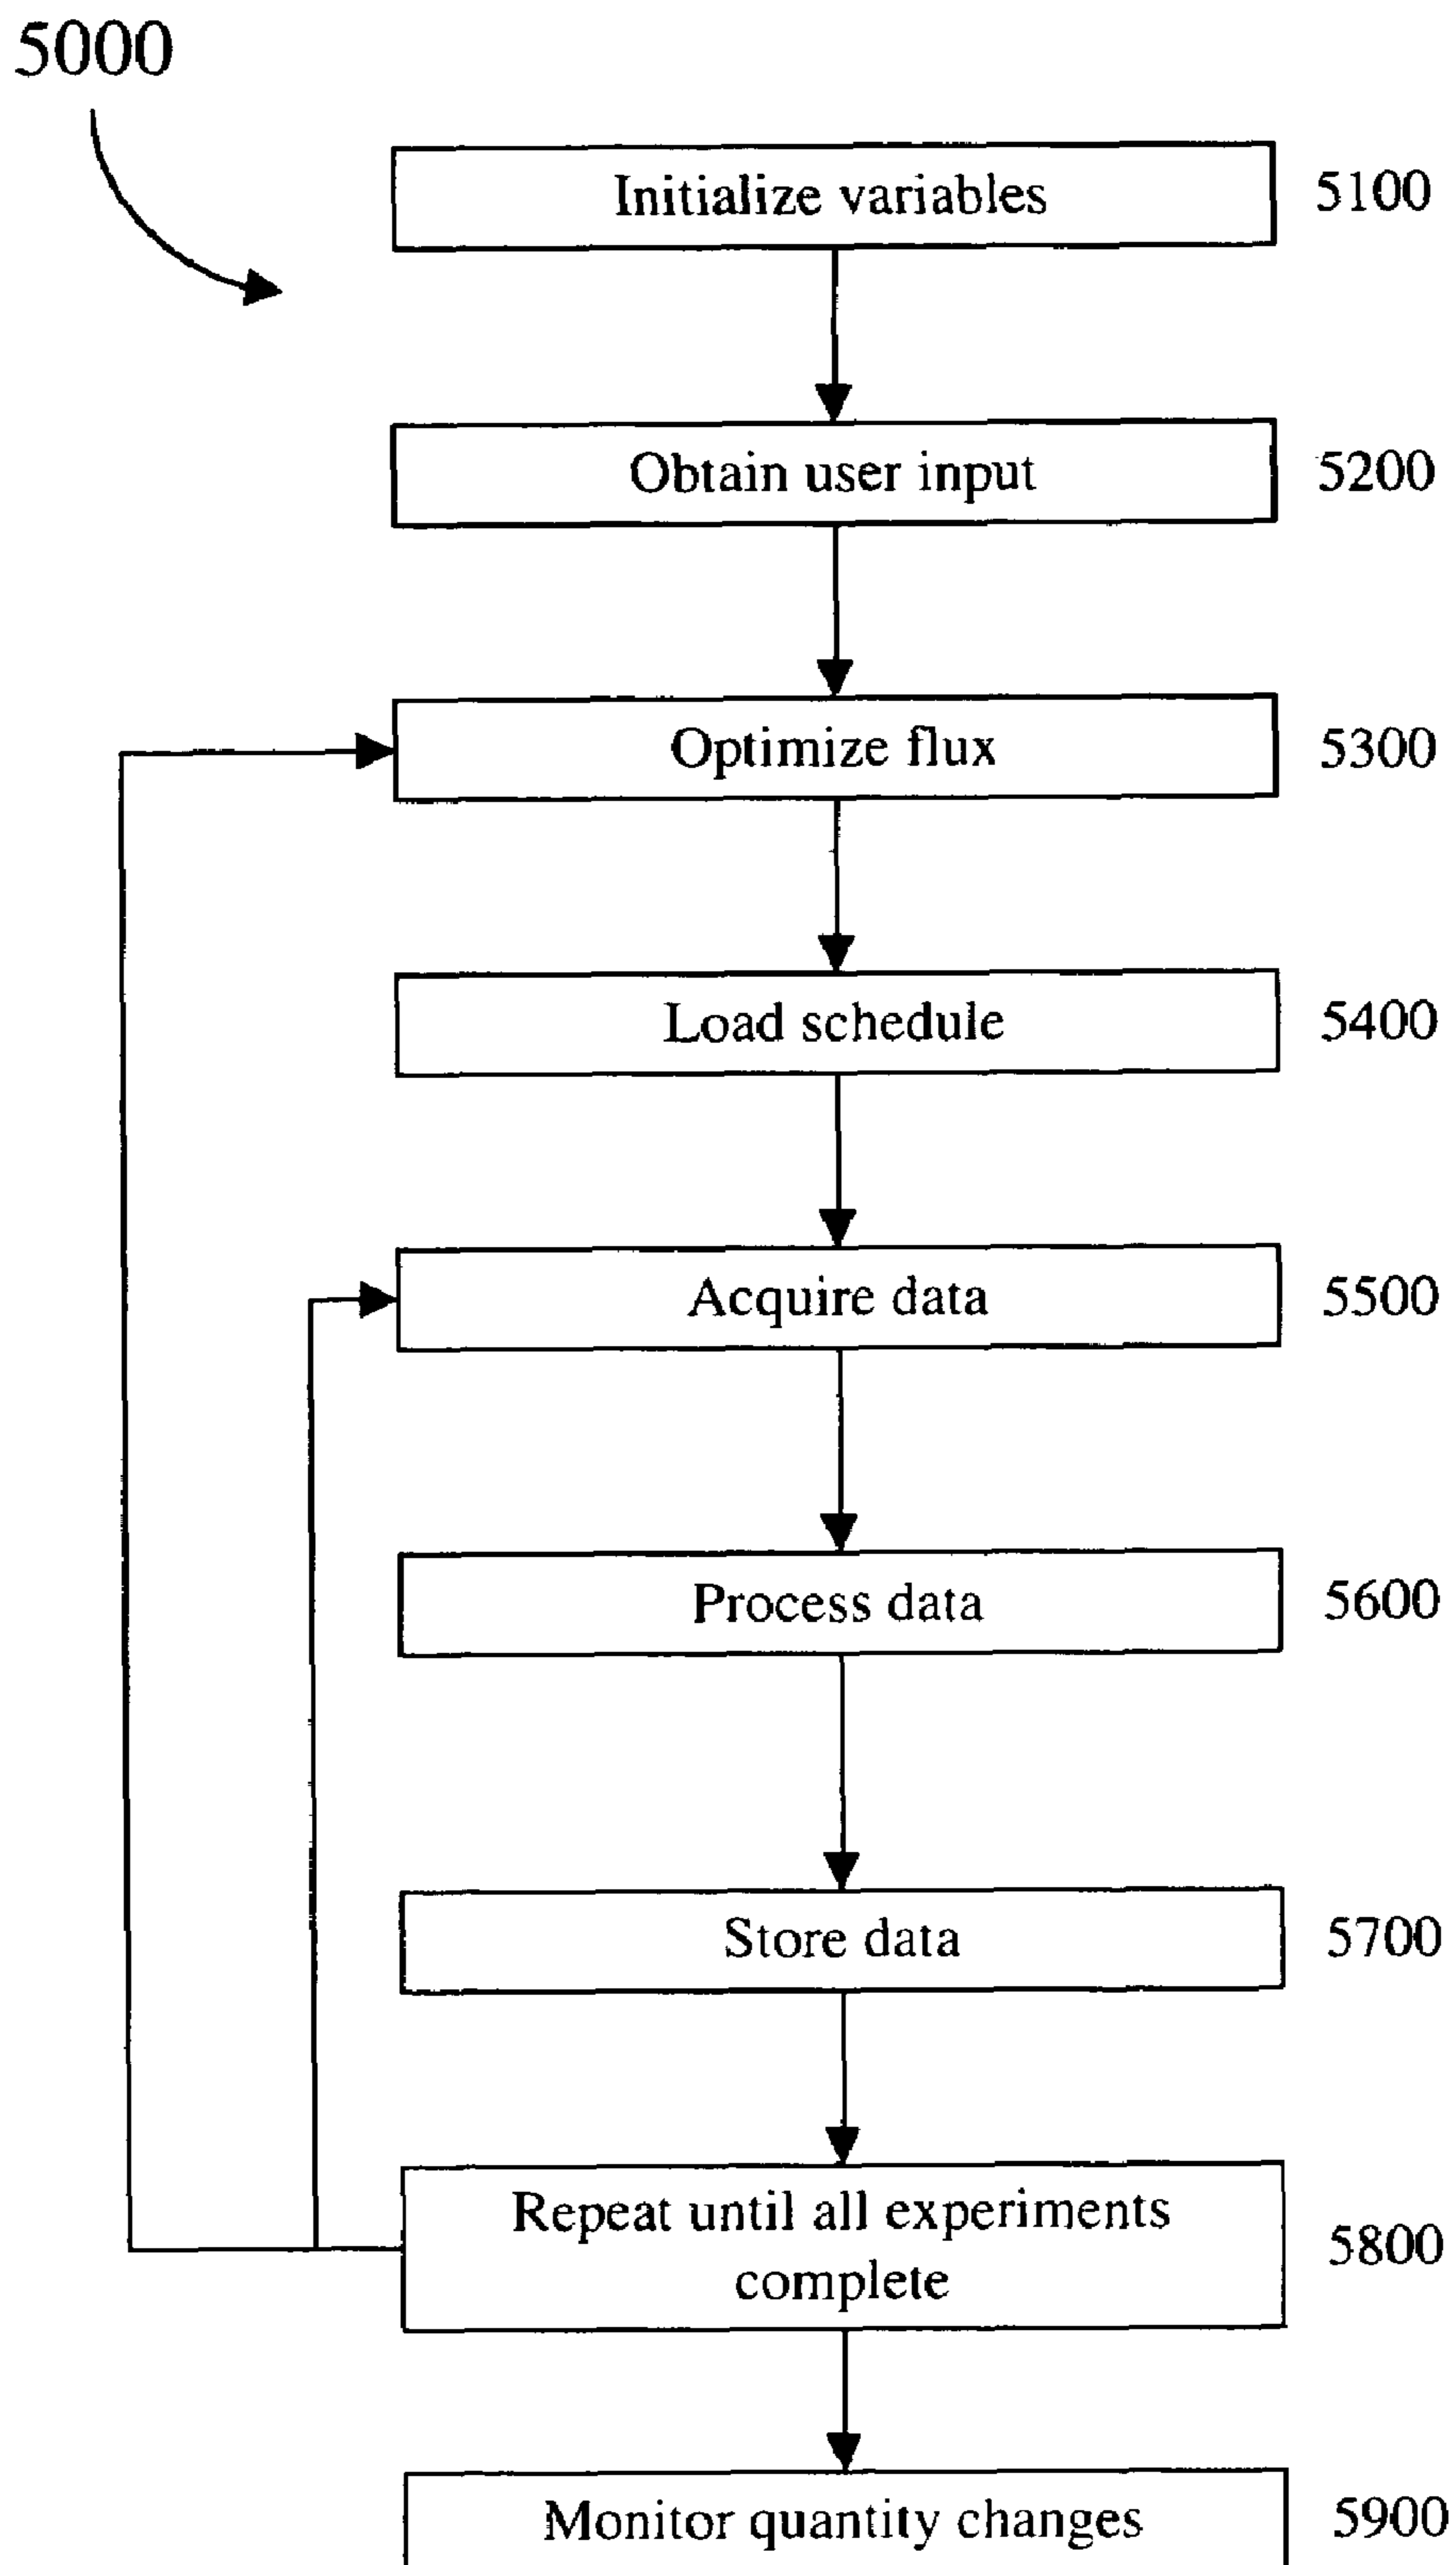 5000
Initialize variables 5100
Obtain user input 5200
Optimize flux 5300
Load schedule 5400
Acquire data 5500
Process data 5600
Store data 5700
Repeat until all experiments
complete
5800
Monitor quantity changes 5900